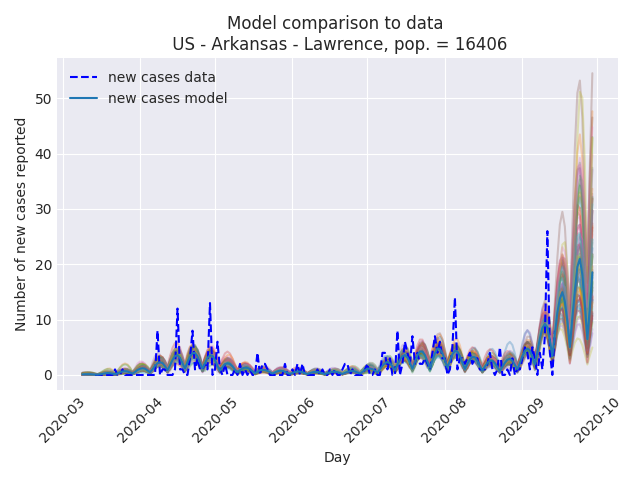 Model comparison to data
US - Arkansas - Lawrence, pop. = 16406
new cases data
new cases model
Number of new cases reported
50
40
30
20
10
0
2020-03
2020-04
2020-05
2020-06
2020-07
2020-08
2020-09
2020-10
Day